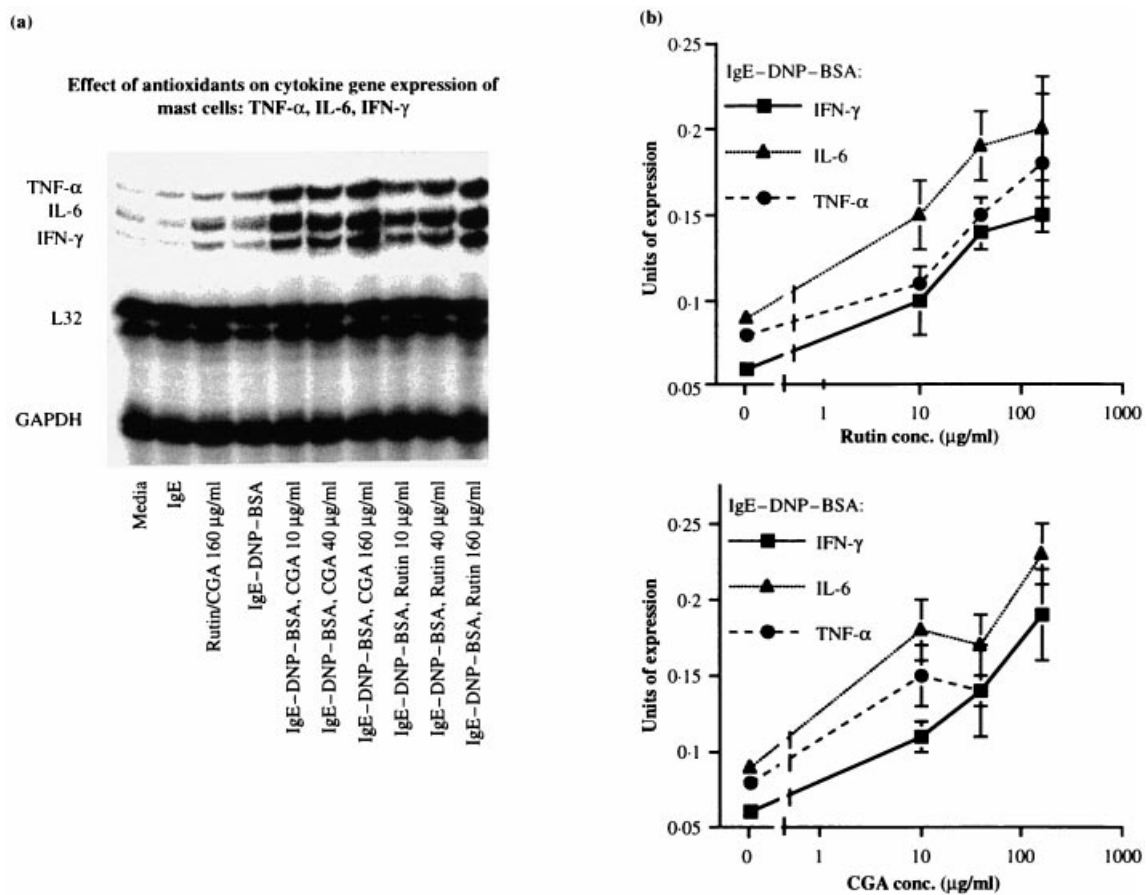 (a)
Effect of antioxidants on cytokine gene expression of
mast cells: TNF-α, IL-6, IFN-γ
TNF-α
IL-6
IFN-γ
L32
GAPDH
Media
IgE
Rutin/CGA 160 μg/ml
IgE–DNP–BSA
IgE–DNP–BSA, CGA 10 μg/ml
IgE–DNP–BSA, CGA 40 μg/ml
IgE–DNP–BSA, CGA 160 μg/ml
IgE–DNP–BSA, Rutin 10 μg/ml
IgE–DNP–BSA, Rutin 40 μg/ml
IgE–DNP–BSA, Rutin 160 μg/ml
(b)
0·25
0·2
0·15
0·1
0·05
Units of expression
IgE–DNP–BSA:
IFN-γ
IL-6
TNF-α
0 1 10 100 1000
Rutin conc. (μg/ml)
0·25
0·2
0·15
0·1
0·05
Units of expression
IgE–DNP–BSA:
IFN-γ
IL-6
TNF-α
0 1 10 100 1000
CGA conc. (μg/ml)